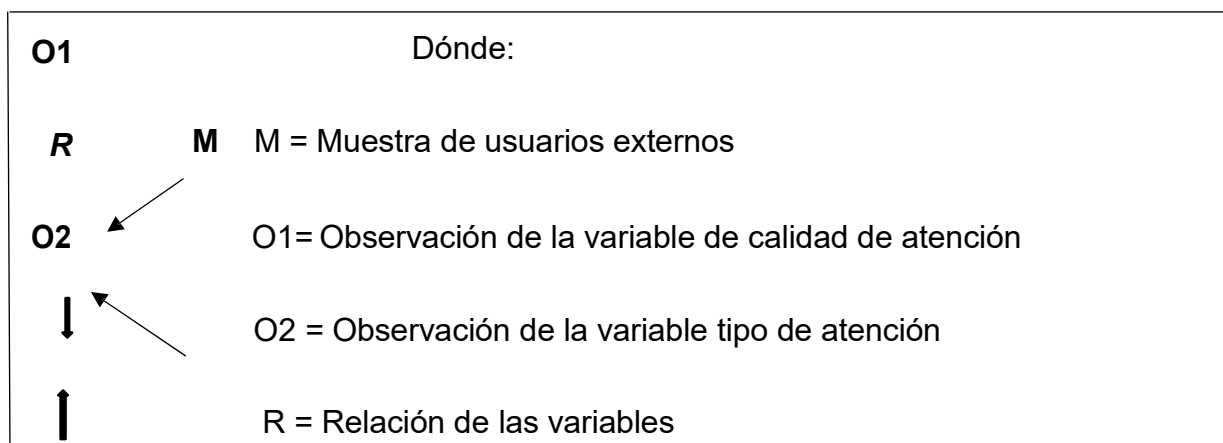 O1 Dónde:
R M M = Muestra de usuarios externos
O2 O1= Observación de la variable de calidad de atención
O2 = Observación de la variable tipo de atención
R = Relación de las variables